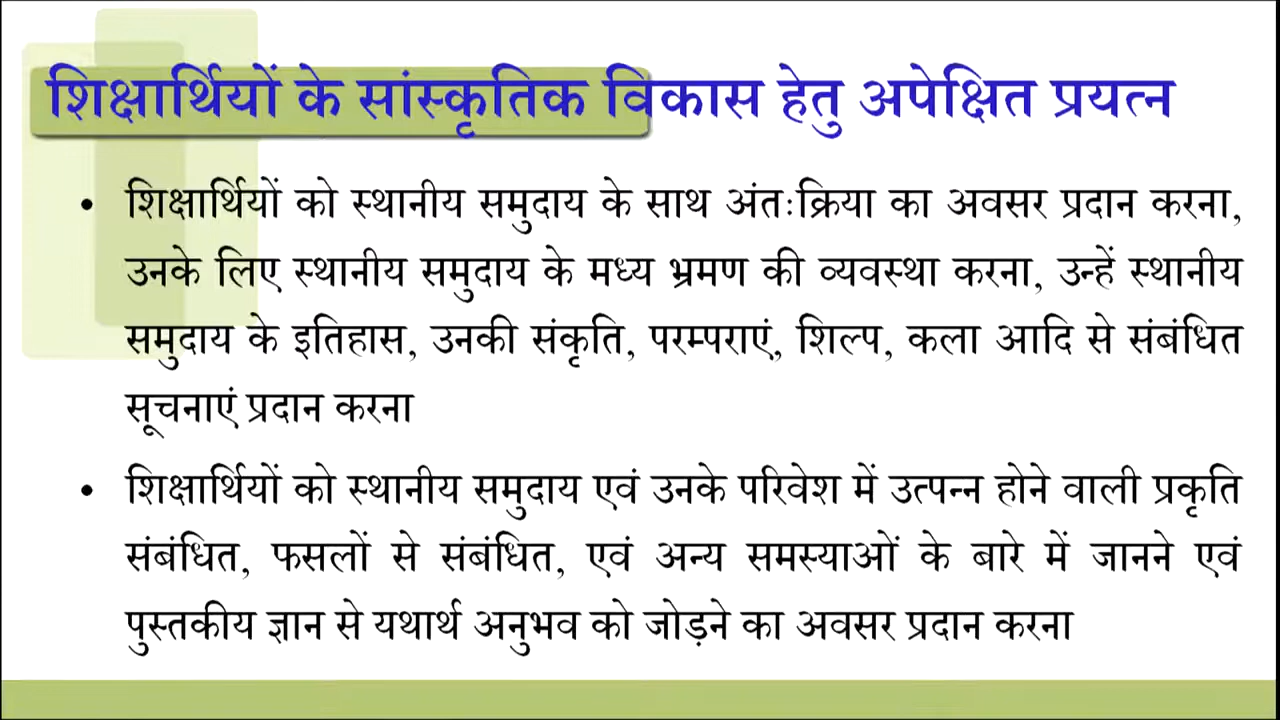 शिक्षार्थियों के सांस्कृतिक विकास हेतु अपेक्षित प्रयत्न
• शिक्षार्थियों को स्थानीय समुदाय के साथ अंतःक्रिया का अवसर प्रदान करना,
उनके लिए स्थानीय समुदाय के मध्य भ्रमण की व्यवस्था करना, उन्हें स्थानीय
समुदाय के इतिहास, उनकी संकृति, परम्पराएं, शिल्प, कला आदि से संबंधित
सूचनाएं प्रदान करना
• शिक्षार्थियों को स्थानीय समुदाय एवं उनके परिवेश में उत्पन्न होने वाली प्रकृति
संबंधित, फसलों से संबंधित, एवं अन्य समस्याओं के बारे में जानने एवं
पुस्तकीय ज्ञान से यथार्थ अनुभव को जोड़ने का अवसर प्रदान करना